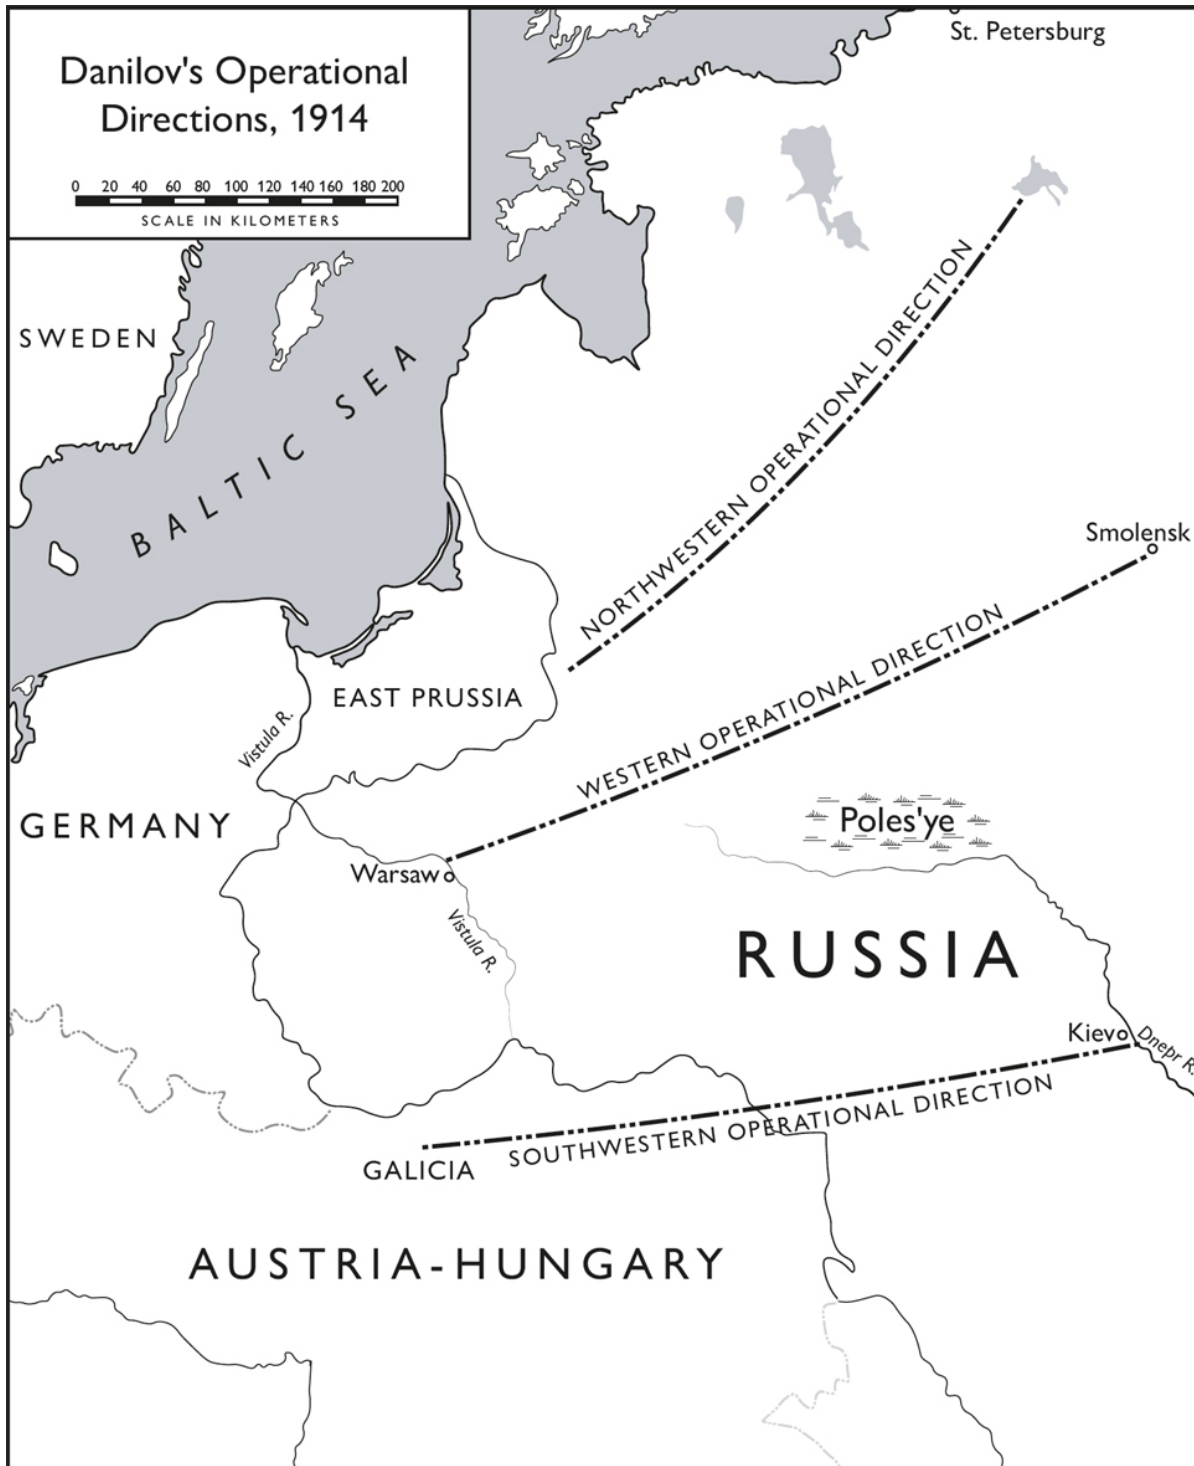 Danilov's Operational
Directions, 1914
0 20 40 60 80 100 120 140 160 180 200
SCALE IN KILOMETERS
St. Petersburg
SWEDEN
BALTIC SEA
NORTHWESTERN OPERATIONAL DIRECTION
Smolensk
WESTERN OPERATIONAL DIRECTION
EAST PRUSSIA
Vistula R.
GERMANY
Poles'ye
Warsaw
Vistula R.
RUSSIA
Kiev
Dnepr R.
SOUTHWESTERN OPERATIONAL DIRECTION
GALICIA
AUSTRIA-HUNGARY